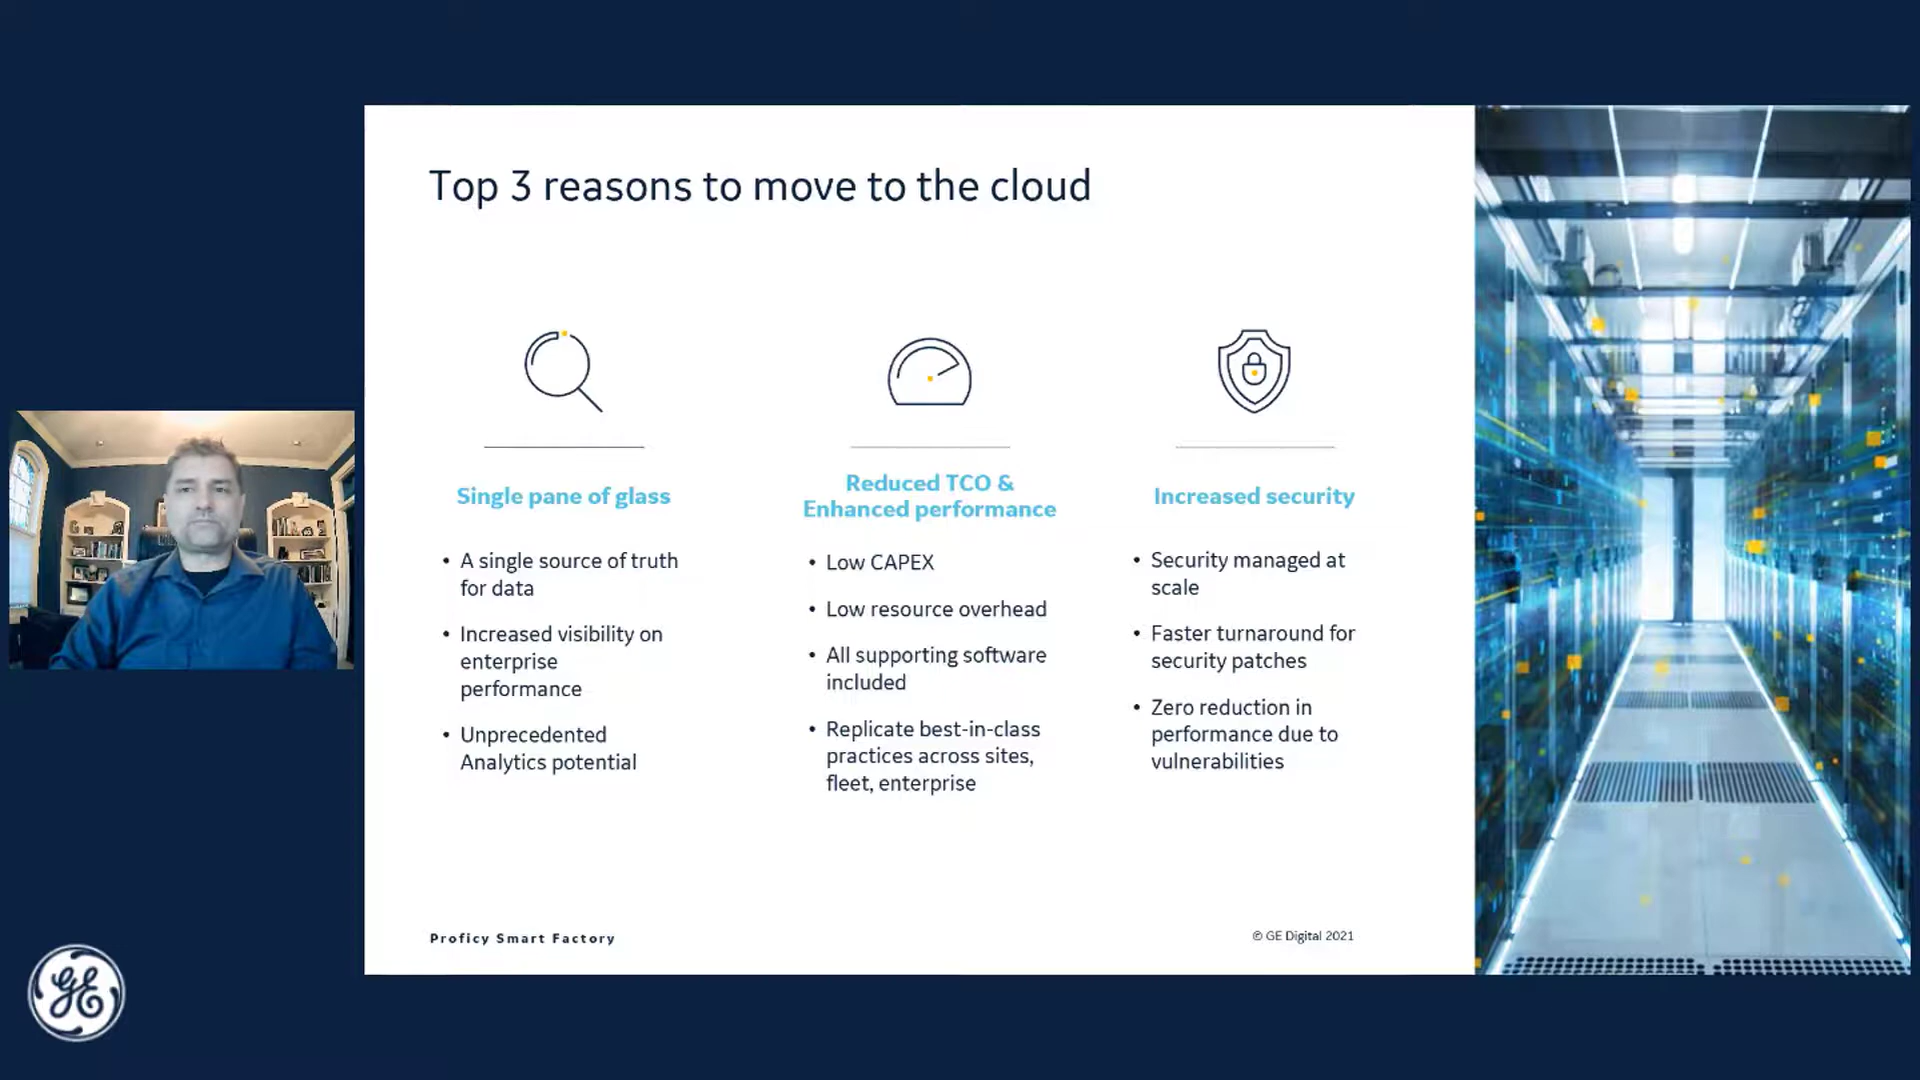 Top 3 reasons to move to the cloud
Single pane of glass
• A single source of truth
for data
• Increased visibility on
enterprise
performance
• Unprecedented
Analytics potential
Reduced TCO &
Enhanced performance
• Low CAPEX
• Low resource overhead
• All supporting software
included
• Replicate best-in-class
practices across sites,
fleet, enterprise
Increased security
• Security managed at
scale
• Faster turnaround for
security patches
• Zero reduction in
performance due to
vulnerabilities
Proficy Smart Factory
© GE Digital 2021
GE